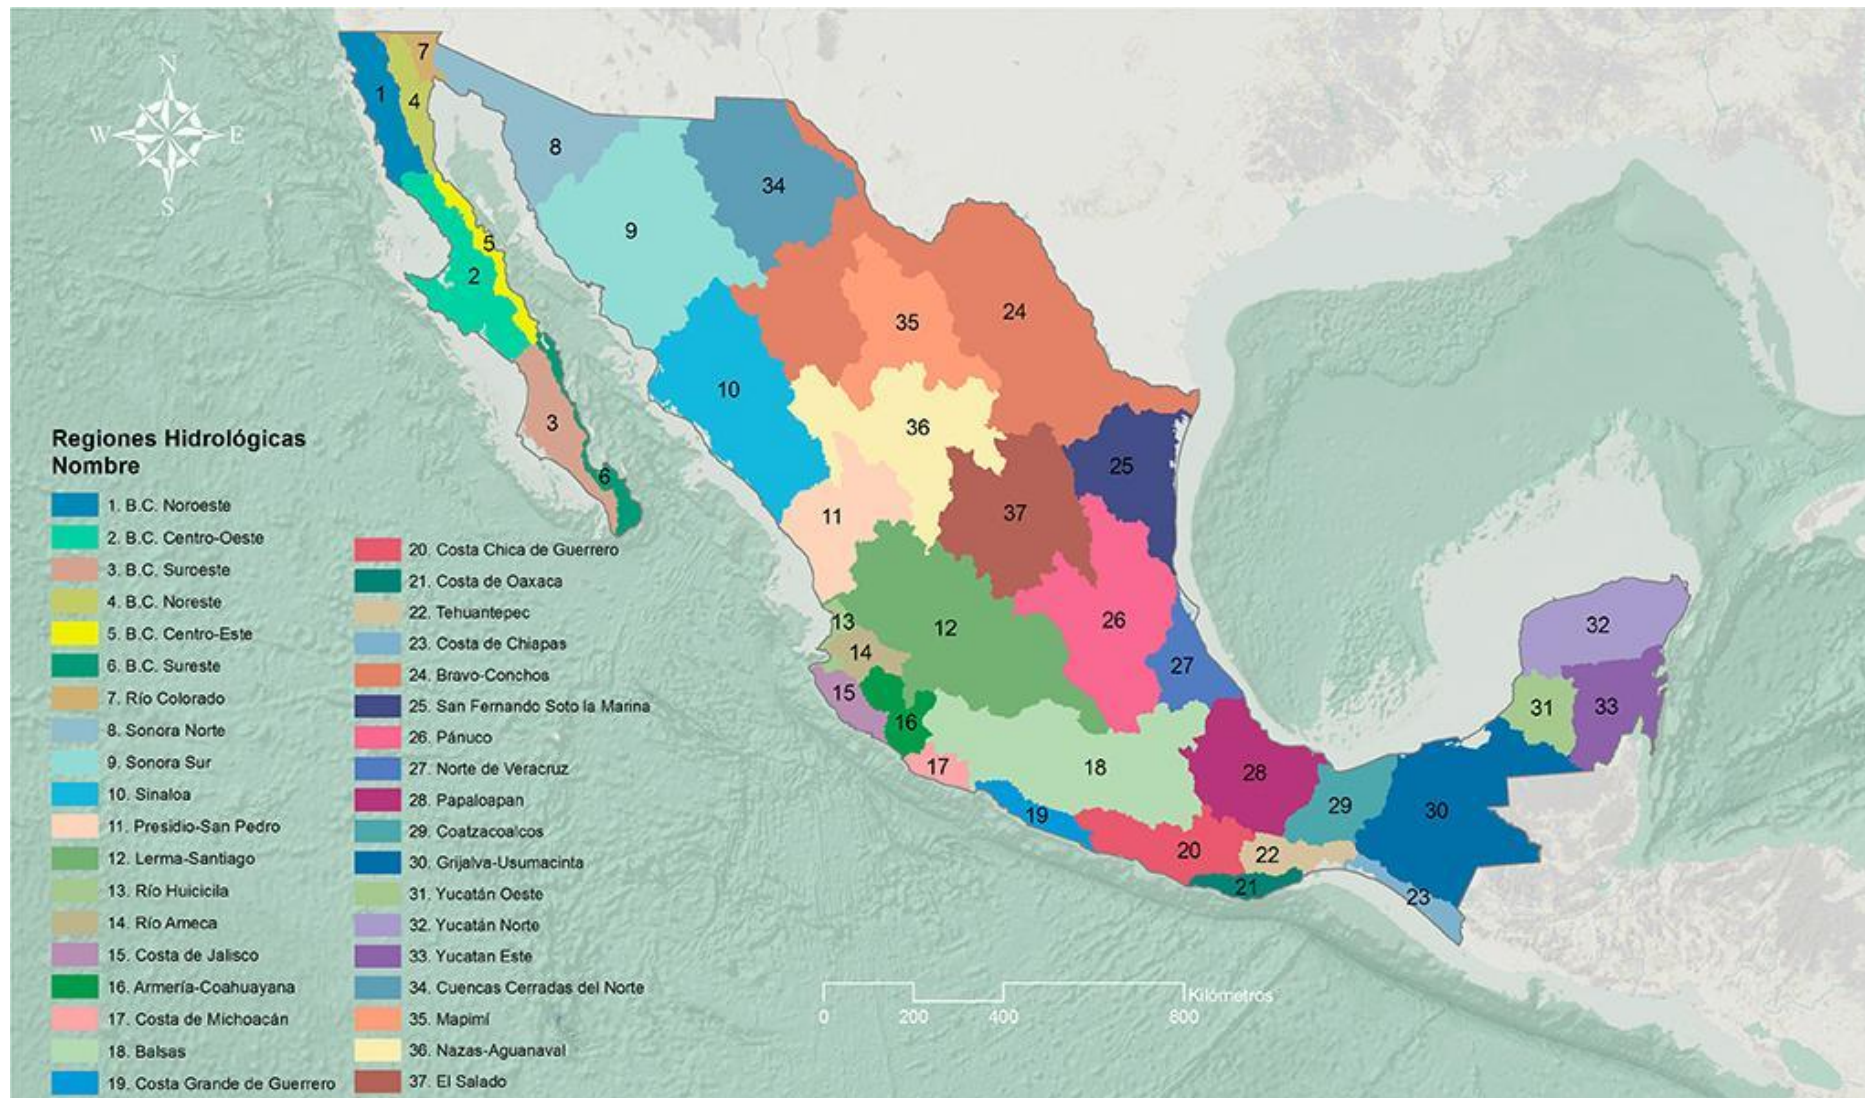 N
W
E
S
7
1
4
8
34
9
5
2
24
35
10
36
3
25
6
11
37
13
12
26
32
14
27
15
31
33
16
17
18
28
29
30
19
20
22
21
23
Regiones Hidrológicas
Nombre
1. B.C. Noroeste
2. B.C. Centro-Oeste
3. B.C. Suroeste
4. B.C. Noreste
5. B.C. Centro-Este
6. B.C. Sureste
7. Río Colorado
8. Sonora Norte
9. Sonora Sur
10. Sinaloa
11. Presidio-San Pedro
12. Lerma-Santiago
13. Río Huicicila
14. Río Ameca
15. Costa de Jalisco
16. Armería-Coahuayana
17. Costa de Michoacán
18. Balsas
19. Costa Grande de Guerrero
20. Costa Chica de Guerrero
21. Costa de Oaxaca
22. Tehuantepec
23. Costa de Chiapas
24. Bravo-Conchos
25. San Fernando Soto la Marina
26. Pánuco
27. Norte de Veracruz
28. Papaloapan
29. Coatzacoalcos
30. Grijalva-Usumacinta
31. Yucatán Oeste
32. Yucatán Norte
33. Yucatan Este
34. Cuencas Cerradas del Norte
35. Mapimí
36. Nazas-Aguanaval
37. El Salado
Kilómetros
0 200 400 800